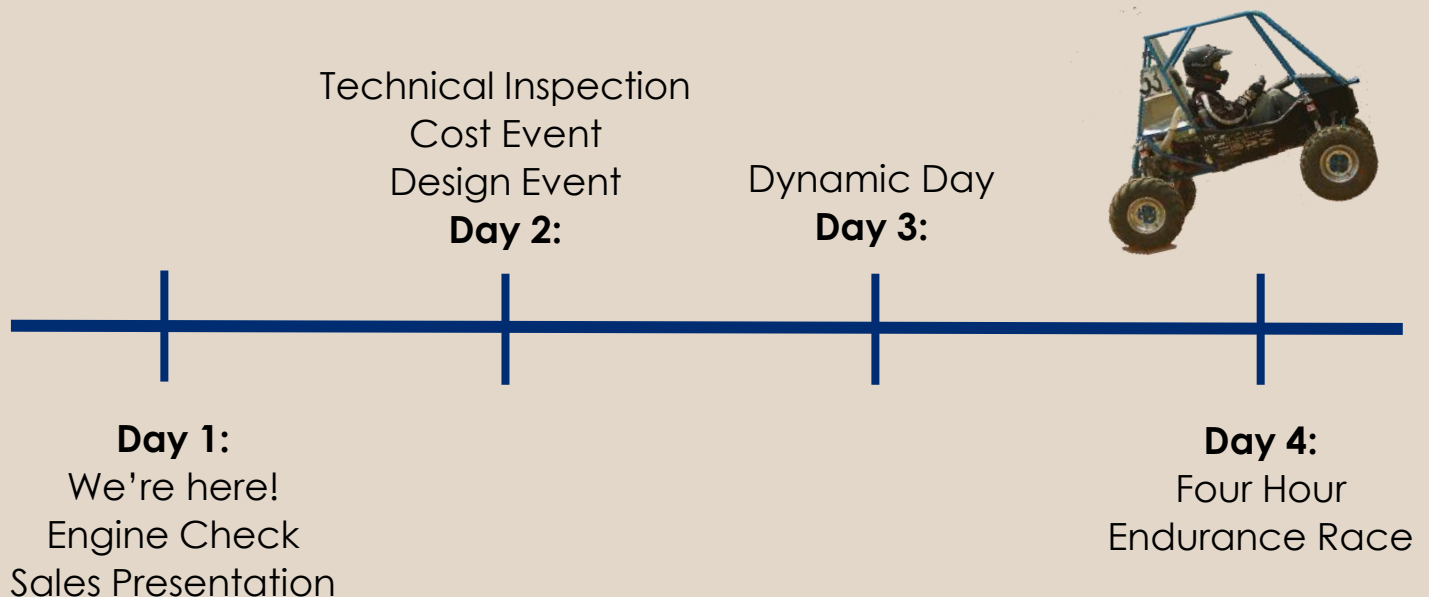 Technical Inspection
Cost Event
Design Event
Day 2:
Dynamic Day
Day 3:
Day 1:
We’re here!
Engine Check
Sales Presentation
Day 4:
Four Hour
Endurance Race